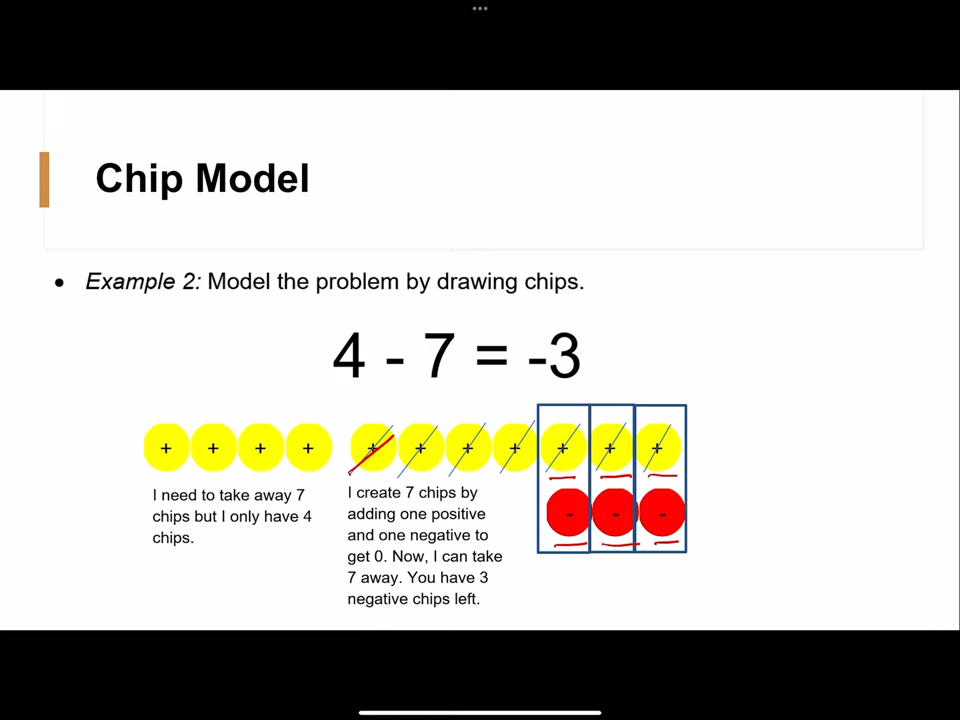 Chip Model
• Example 2: Model the problem by drawing chips.
4 - 7 = -3
+ + + + + + + + + + +
- - -
I need to take away 7
chips but I only have 4
chips.
I create 7 chips by
adding one positive
and one negative to
get 0. Now, I can take
7 away. You have 3
negative chips left.